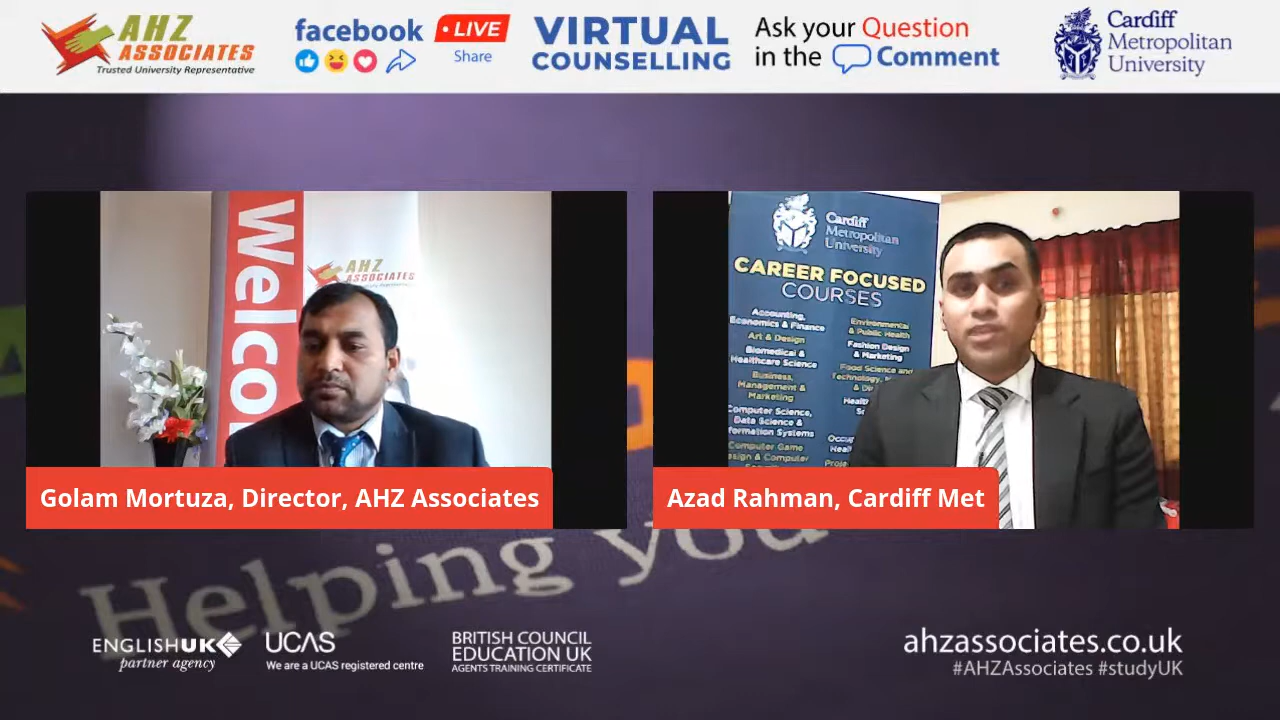 AHZ
ASSOCIATES
Trusted University Representative
facebook
LIVE
Share
VIRTUAL
COUNSELLING
Ask your Question
in the Comment
Cardiff
Metropolitan
University
Welco
AHZ
ASSOCIATES
Cardiff
Metropolitan
University
CAREER FOCUSED
COURSES
Accounting,
Economics & Finance
Art & Design
Biomedical &
Healthcare Science
Business,
Management &
Marketing
Computer Science,
Data Science &
formation Systems
Computer Game
sign & Computer
Environmental
& Public Health
Fashion Design
& Marketing
Food Science and
Technology,
& Di
Healt
Golam Mortuza, Director, AHZ Associates
Azad Rahman, Cardiff Met
Helping you
ENGLISHUK
partner agency
UCAS
We are a UCAS registered centre
BRITISH COUNCIL
EDUCATION UK
AGENTS TRAINING CERTIFICATE
ahzassociates.co.uk
#AHZAssociates #studyUK